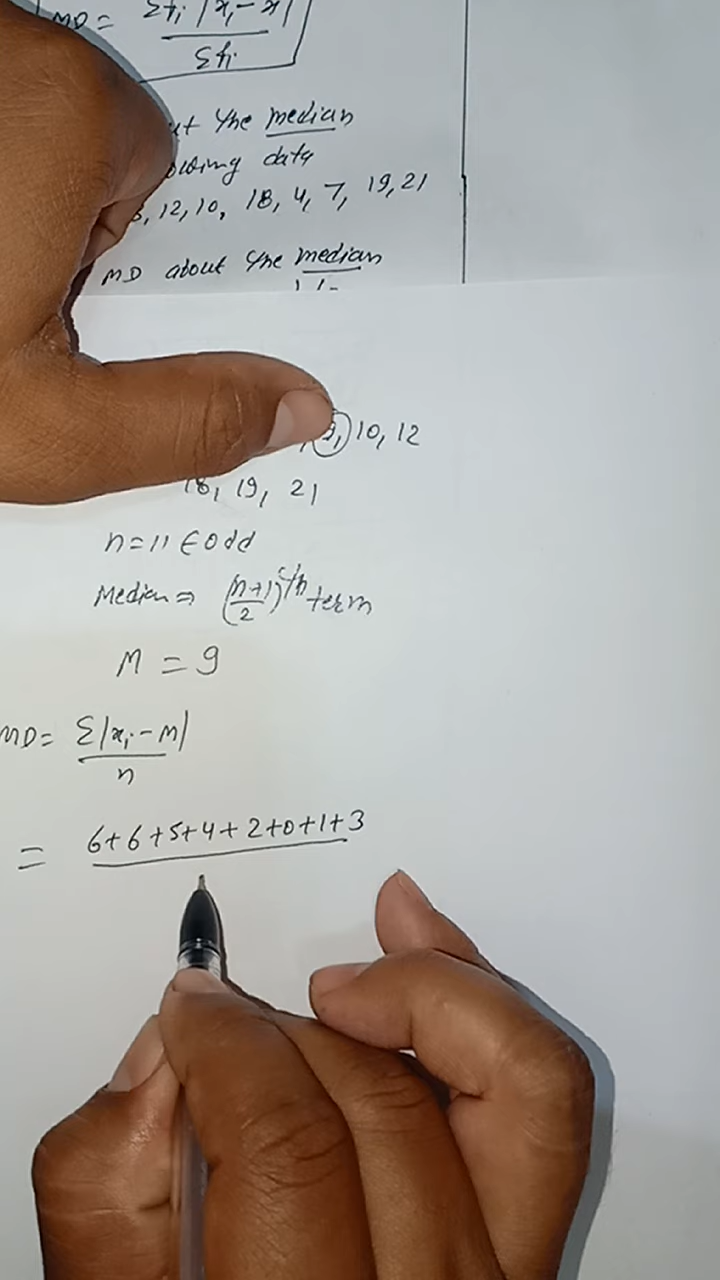 MD = Σfi |xi - x|
Σfi
the median
data
, 12, 10, 18, 4, 7, 19, 21
MD about the median
9, 10, 12
18, 19, 21
n = 11 ∈ odd
Median ⇒ (n+1/2)th term
M = 9
MD = Σ|xi - M|
n
= 6+6+5+4+2+0+1+3